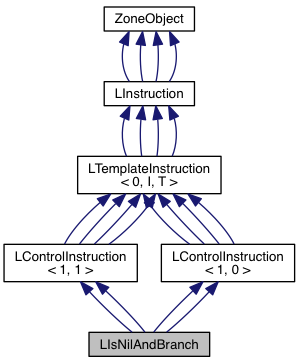 ZoneObject
LInstruction
LTemplateInstruction
< 0, I, T >
LControlInstruction
< 1, 1 >
LControlInstruction
< 1, 0 >
LIsNilAndBranch